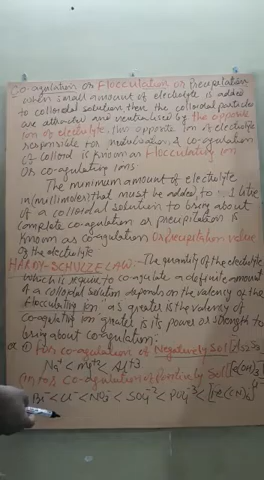 Co-agulation or Flocculation or Precupitation
when small amount of electrolyte is added
to colloidal solution then the colloidal particles
are attracted and neutralised by the opposite
ion of electrolyte. This opposite ion of electrolyte
responsible for neutralisation & co-agulation
of colloid is known as Flocculating ion
or co-agulating ions.
The minimum amount of electrolyte
in (millimoles) that must be added to 1 litre
of a colloidal solution to bring about
complete co-agulation or precipitation is
known as co-agulation or Precipitation value
of the electrolyte
HARDY-SCHULZE LAW:- The quantity of the electrolyte
which is require to co-agulate a definite amount
of a colloidal solution depends on the valency of the
flocculating ion. as greater is the valency of
co-agulating ion greater is its power or strength to
bring about co-agulation.
① For co-agulation of Negatively Sol (As2S3
Na+ < mg+2 < Al+3
Co-agulation of Positively Sol [Fe(OH)3]
Br- < Cl- < NO3- < SO4-2 < PO4-3 < [Fe(CN)6]4-